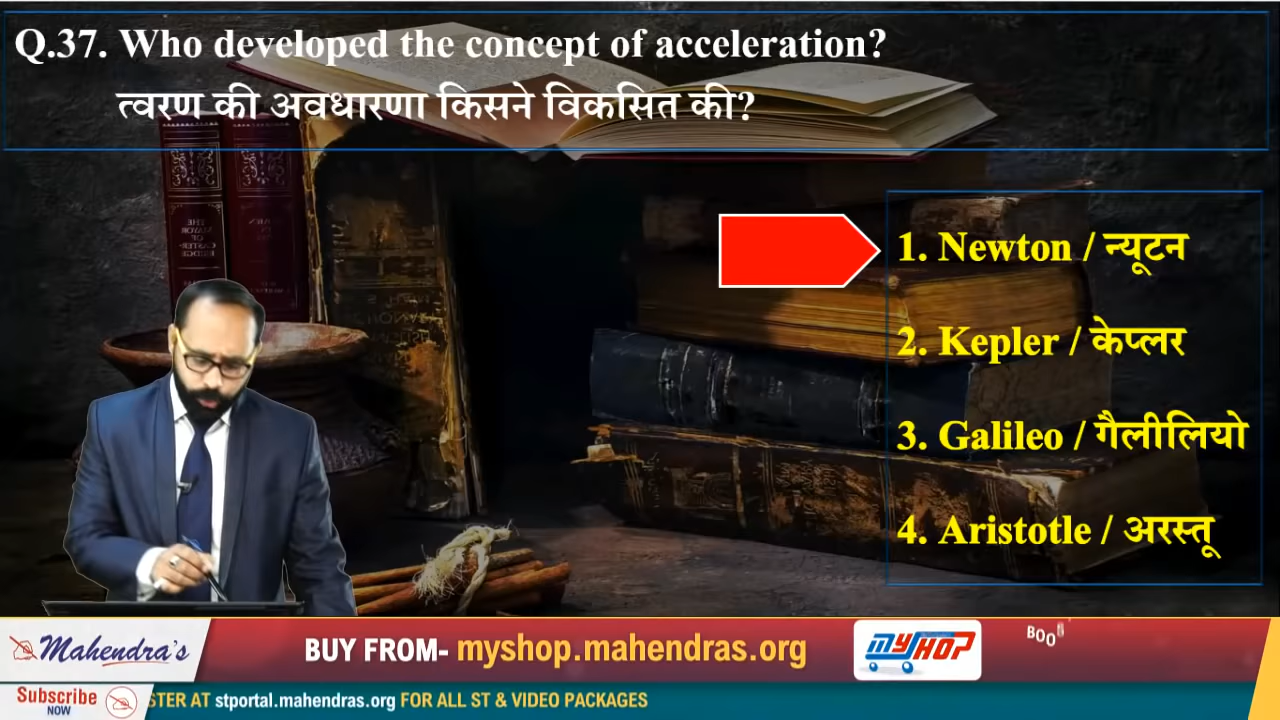 Q.37. Who developed the concept of acceleration?
त्वरण की अवधारणा किसने विकसित की?
1. Newton / न्यूटन
2. Kepler / केप्लर
3. Galileo / गैलीलियो
4. Aristotle / अरस्तू
Mahendra's
BUY FROM- myshop.mahendras.org
MYSHOP
BOO
Subscribe
NOW
STER AT stportal.mahendras.org FOR ALL ST & VIDEO PACKAGES